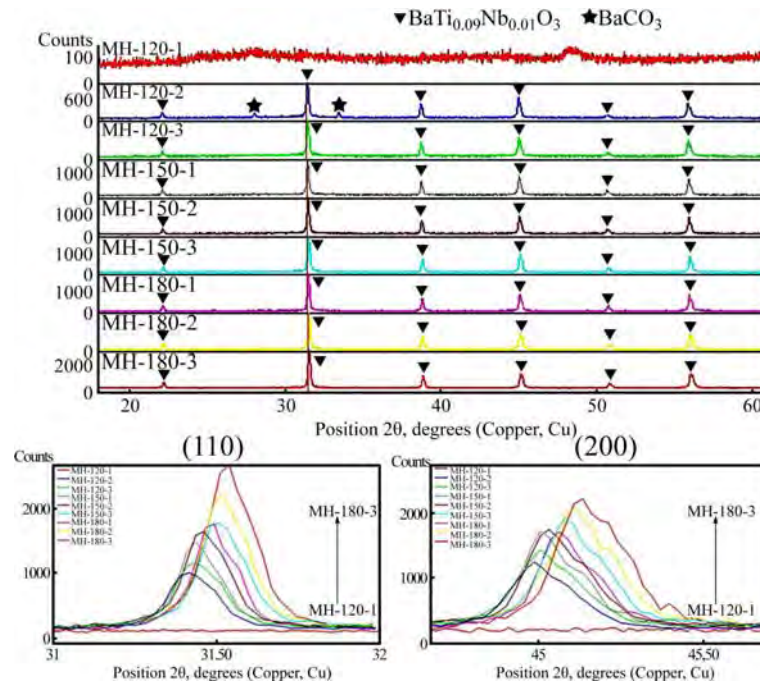 ▼BaTi₀.₀₉Nb₀.₀₁O₃ ★BaCO₃
Counts
MH-120-1
100
0
MH-120-2
600
0
MH-120-3
0
MH-150-1
1000
0
MH-150-2
1000
0
MH-150-3
1000
0
MH-180-1
1000
0
MH-180-2
0
MH-180-3
2000
0
20 30 40 50 60
Position 2θ, degrees (Copper, Cu)
(110)
Counts
MH-120-1
MH-120-2
MH-120-3
MH-150-1
MH-150-2
MH-150-3
MH-180-1
MH-180-2
MH-180-3
2000
1000
0
MH-180-3
MH-120-1
31 31,50 32
Position 2θ, degrees (Copper, Cu)
(200)
Counts
MH-120-1
MH-120-2
MH-120-3
MH-150-1
MH-150-2
MH-150-3
MH-180-1
MH-180-2
MH-180-3
2000
1000
0
MH-180-3
MH-120-1
45 45,50
Position 2θ, degrees (Copper, Cu)